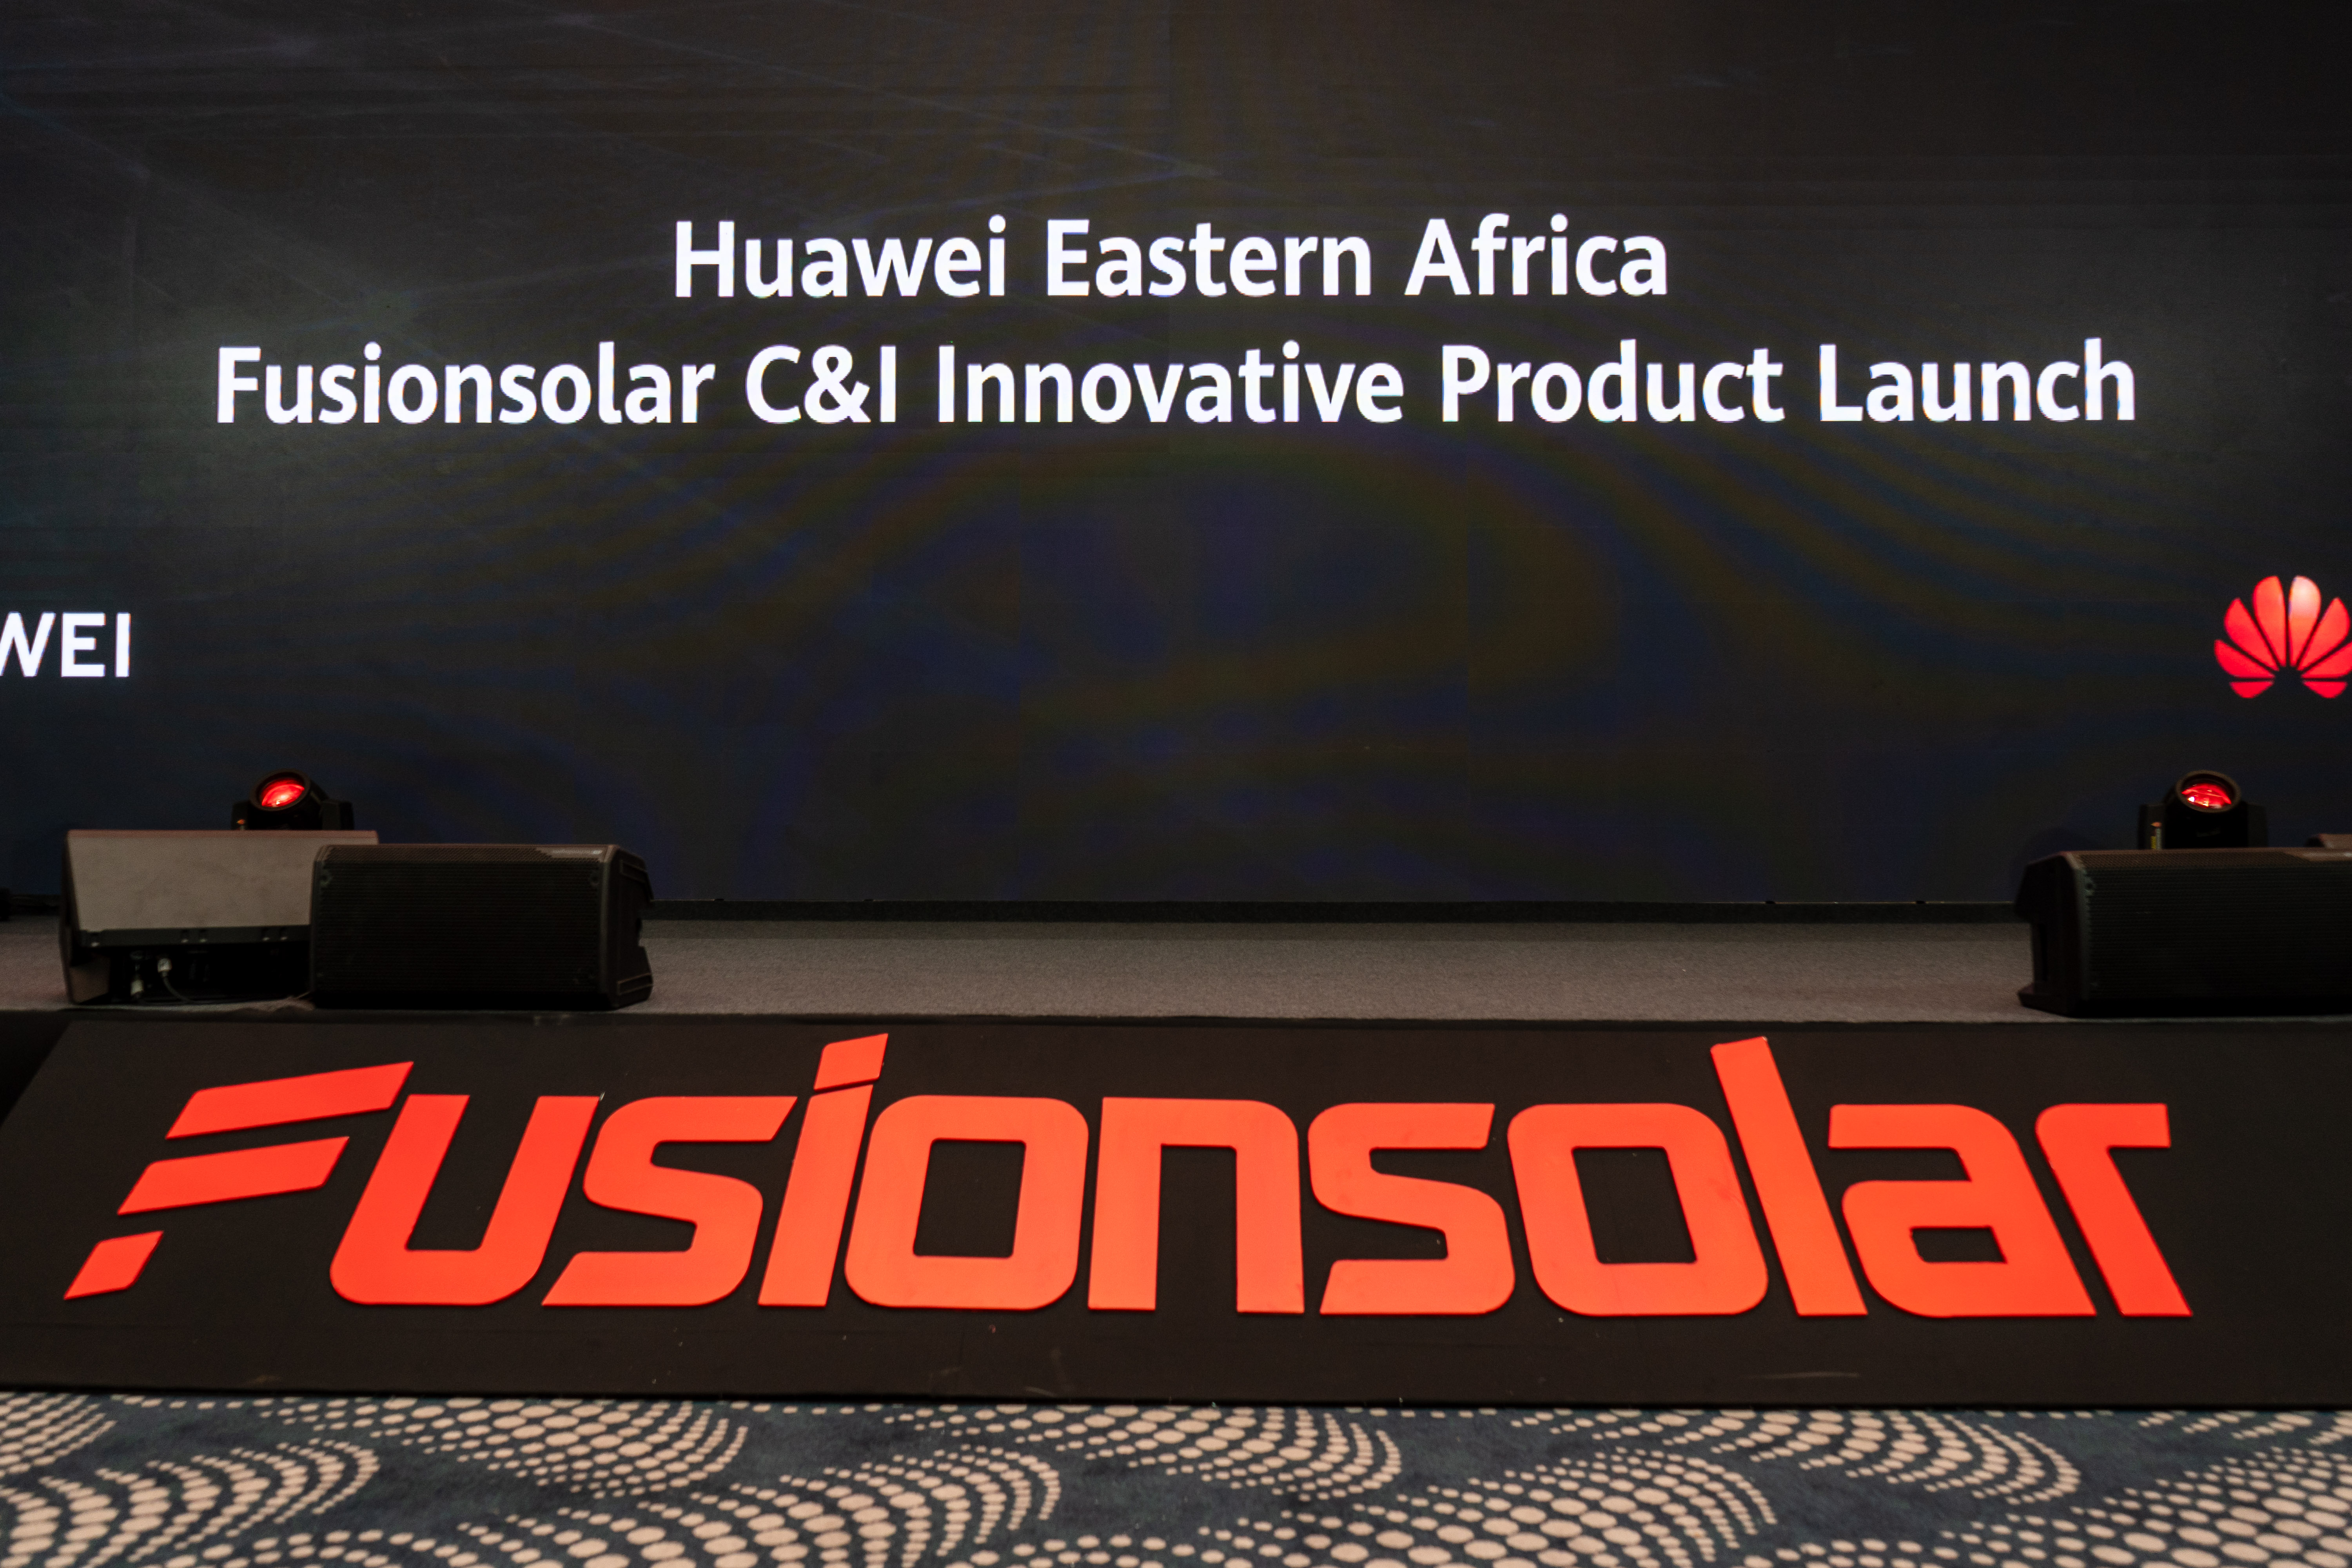 Huawei Eastern Africa
Fusionsolar C&I Innovative Product Launch
WEI
Fusionsolar